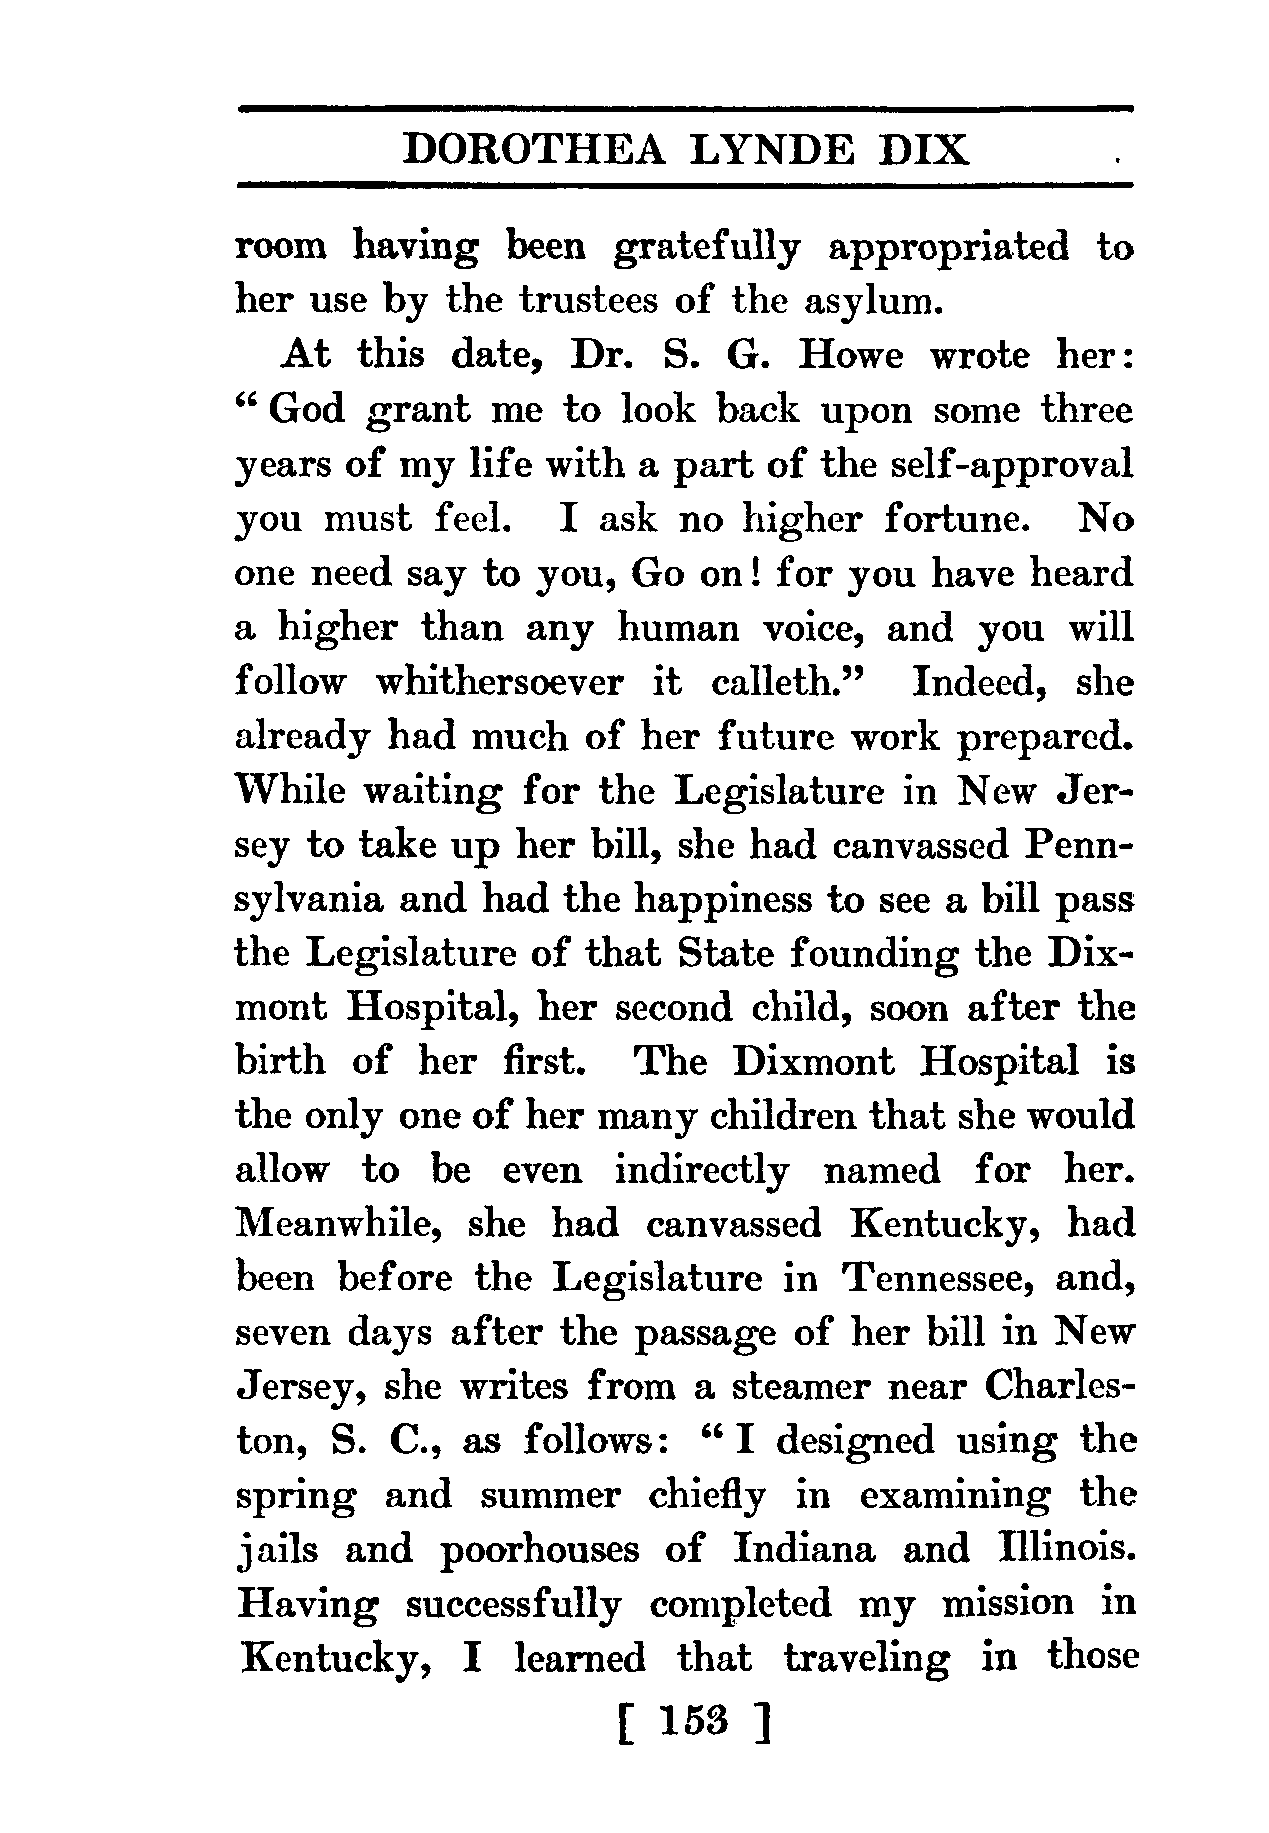 DOROTHEA LYNDE DIX
room having been gratefully appropriated to
her use by the trustees of the asylum.
At this date, Dr. S. G. Howe wrote her:
“ God grant me to look back upon some three
years of my life with a part of the self-approval
you must feel. I ask no higher fortune. No
one need say to you, Go on! for you have heard
a higher than any human voice, and you will
follow whithersoever it calleth.” Indeed, she
already had much of her future work prepared.
While waiting for the Legislature in New Jer-
sey to take up her bill, she had canvassed Penn-
sylvania and had the happiness to see a bill pass
the Legislature of that State founding the Dix-
mont Hospital, her second child, soon after the
birth of her first. The Dixmont Hospital is
the only one of her many children that she would
allow to be even indirectly named for her.
Meanwhile, she had canvassed Kentucky, had
been before the Legislature in Tennessee, and,
seven days after the passage of her bill in New
Jersey, she writes from a steamer near Charles-
ton, S. C., as follows: “ I designed using the
spring and summer chiefly in examining the
jails and poorhouses of Indiana and Illinois.
Having successfully completed my mission in
Kentucky, I learned that traveling in those
[ 153 ]